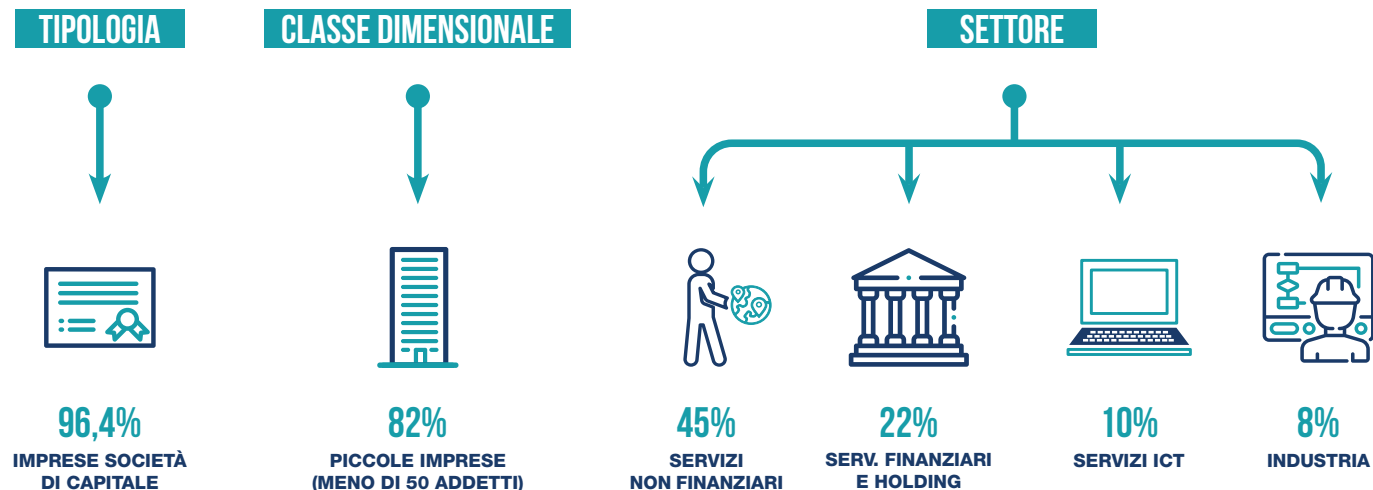 TIPOLOGIA
CLASSE DIMENSIONALE
SETTORE
96,4%
IMPRESE SOCIETÀ
DI CAPITALE
82%
PICCOLE IMPRESE
(MENO DI 50 ADDETTI)
45%
SERVIZI
NON FINANZIARI
22%
SERV. FINANZIARI
E HOLDING
10%
SERVIZI ICT
8%
INDUSTRIA